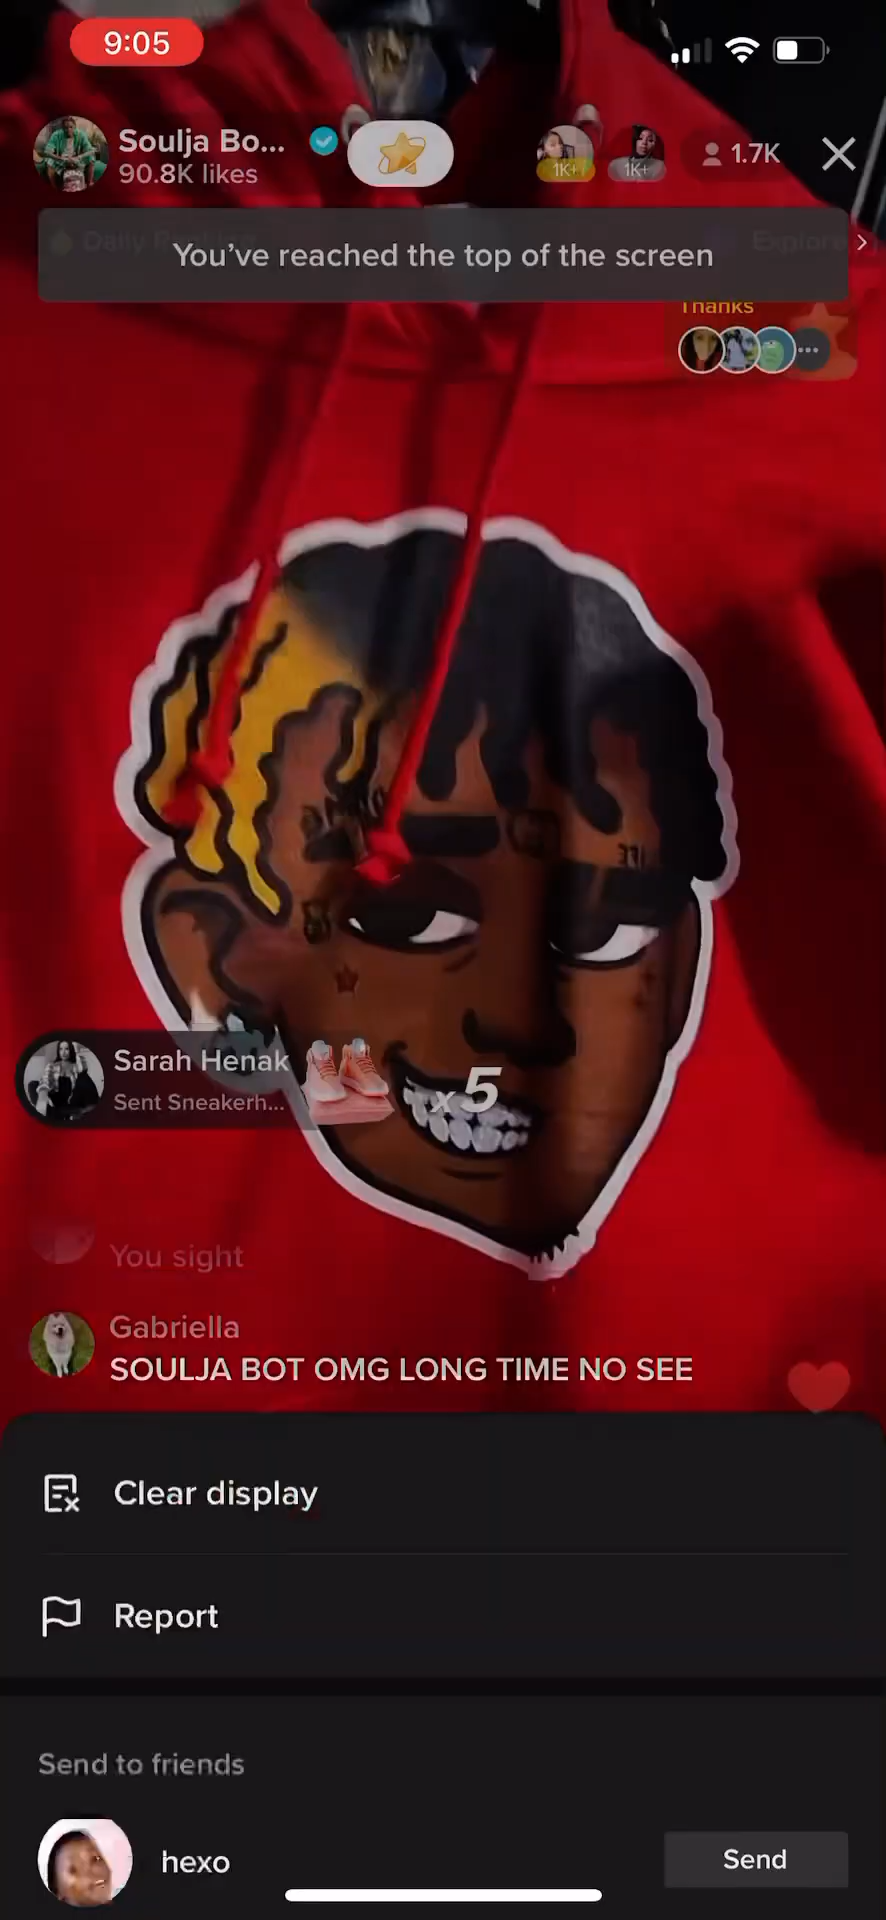 9:05
Soulja Bo...
90.8K likes
1K+
1K+
1.7K
Explore
You've reached the top of the screen
Thanks
Sarah Henak
Sent Sneakerh...
x5
You sight
Gabriella
SOULJA BOT OMG LONG TIME NO SEE
Clear display
Report
Send to friends
hexo
Send